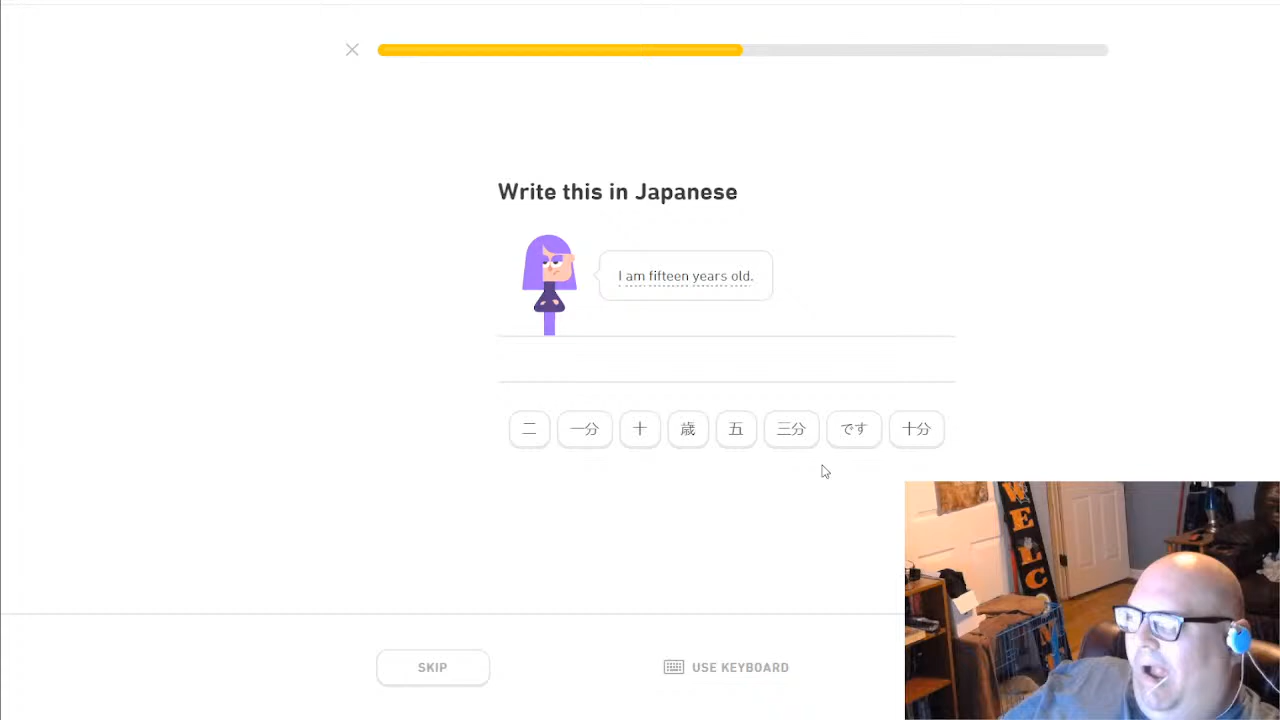 Write this in Japanese
I am fifteen years old.
二 一分 十 歳 五 三分 です 十分
WELC
SKIP
USE KEYBOARD